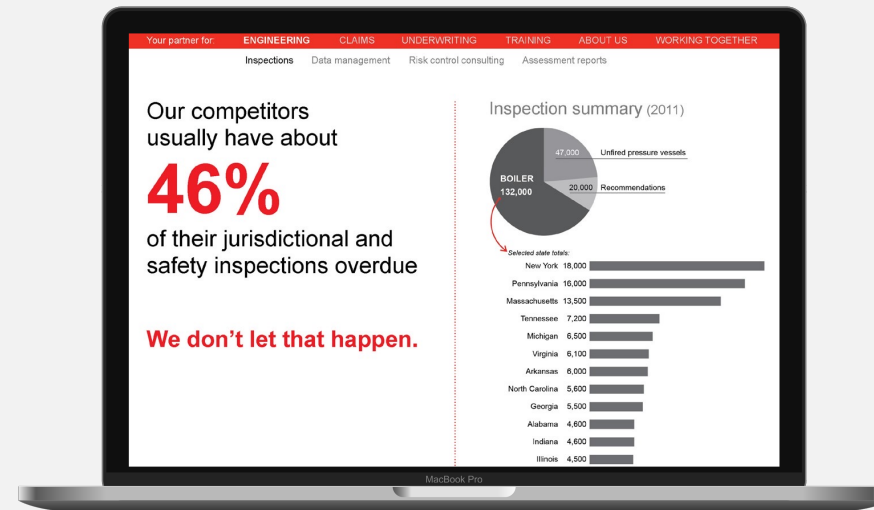 Your partner for: ENGINEERING CLAIMS UNDERWRITING TRAINING ABOUT US WORKING TOGETHER
Inspections Data management Risk control consulting Assessment reports
Our competitors
usually have about
46%
of their jurisdictional and
safety inspections overdue
We don't let that happen.
Inspection summary (2011)
47,000 Unfired pressure vessels
BOILER
132,000
20,000 Recommendations
Selected state totals:
New York 18,000
Pennsylvania 16,000
Massachusetts 13,500
Tennessee 7,200
Michigan 6,500
Virginia 6,100
Arkansas 6,000
North Carolina 5,600
Georgia 5,500
Alabama 4,600
Indiana 4,600
Illinois 4,500
MacBook Pro